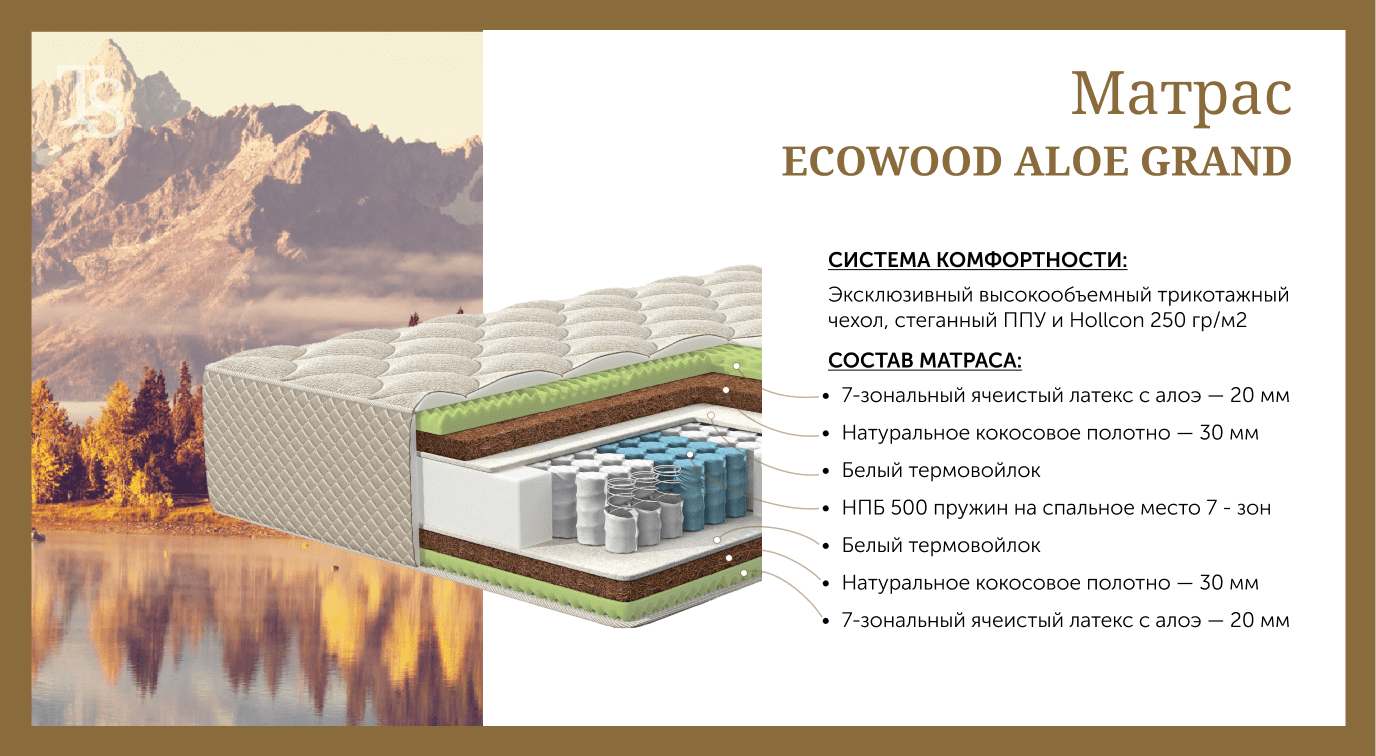 TS
Матрас
ECOWOOD ALOE GRAND
СИСТЕМА КОМФОРТНОСТИ:
Эксклюзивный высокообъемный трикотажный
чехол, стеганный ППУ и Hollcon 250 гр/м2
СОСТАВ МАТРАСА:
• 7-зональный ячеистый латекс с алоэ — 20 мм
• Натуральное кокосовое полотно — 30 мм
• Белый термовойлок
• НПБ 500 пружин на спальное место 7 - зон
• Белый термовойлок
• Натуральное кокосовое полотно — 30 мм
• 7-зональный ячеистый латекс с алоэ — 20 мм